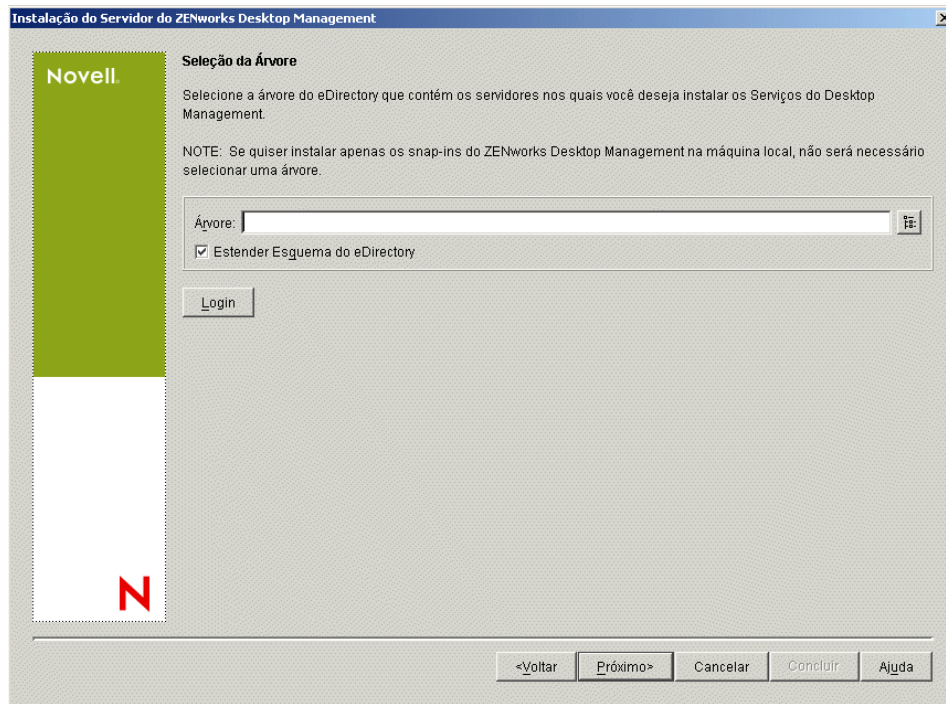 Instalação do Servidor do ZENworks Desktop Management
Novell.
Seleção da Árvore
Selecione a árvore do eDirectory que contém os servidores nos quais você deseja instalar os Serviços do Desktop
Management.
NOTE: Se quiser instalar apenas os snap-ins do ZENworks Desktop Management na máquina local, não será necessário
selecionar uma árvore.
Árvore:
Estender Esquema do eDirectory
Login
N
<Voltar Próximo> Cancelar Concluir Ajuda